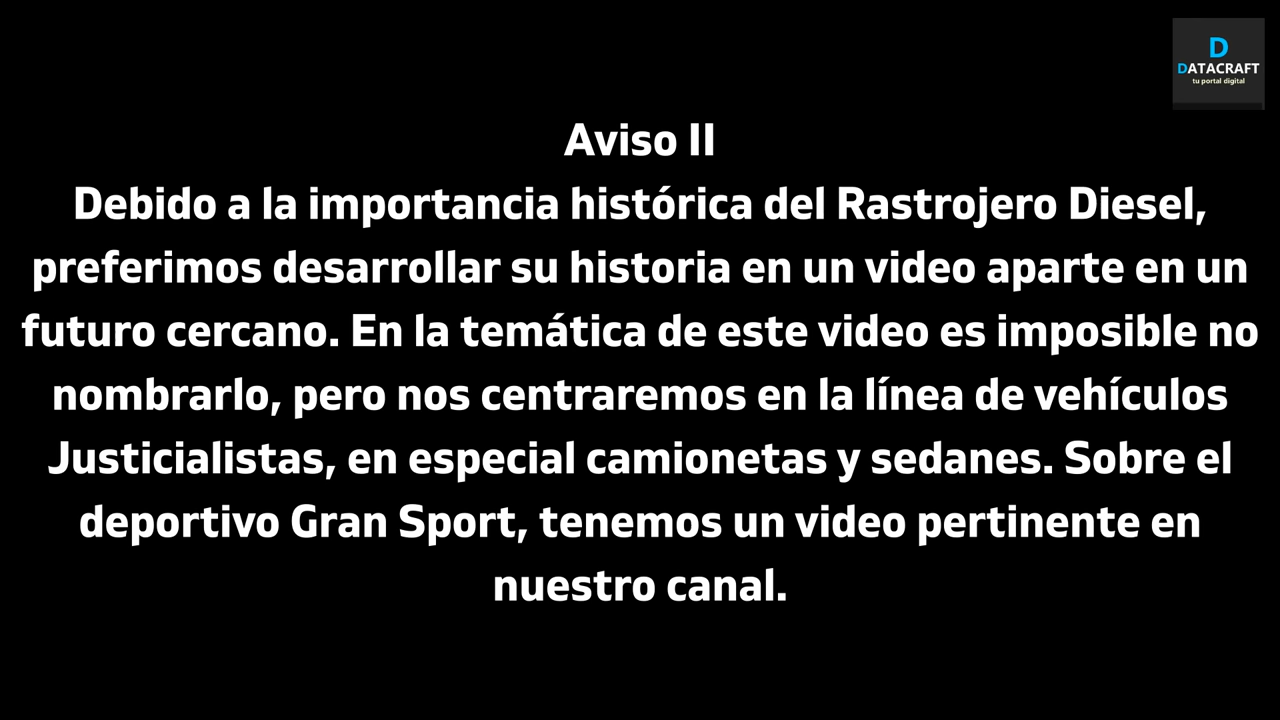 D
DATACRAFT
tu portal digital
Aviso II
Debido a la importancia histórica del Rastrojero Diesel,
preferimos desarrollar su historia en un video aparte en un
futuro cercano. En la temática de este video es imposible no
nombrarlo, pero nos centraremos en la línea de vehículos
Justicialistas, en especial camionetas y sedanes. Sobre el
deportivo Gran Sport, tenemos un video pertinente en
nuestro canal.